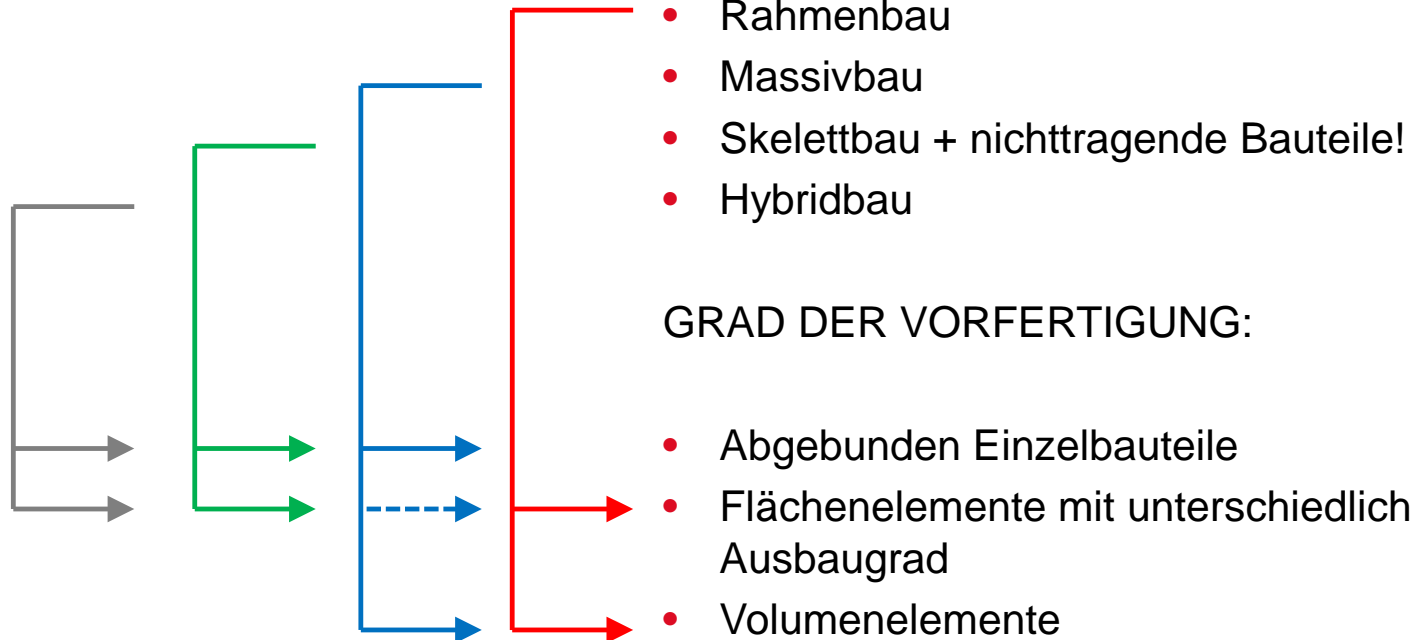 • Rahmenbau
• Massivbau
• Skelettbau + nichttragende Bauteile!
• Hybridbau
GRAD DER VORFERTIGUNG:
• Abgebunden Einzelbauteile
• Flächenelemente mit unterschiedlich
Ausbaugrad
• Volumenelemente